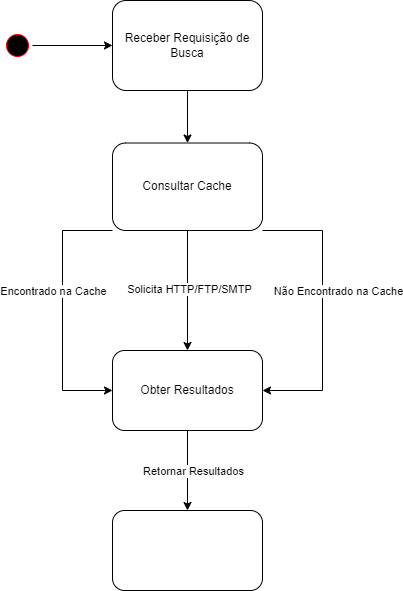 Receber Requisição de
Busca
Consultar Cache
Encontrado na Cache
Solicita HTTP/FTP/SMTP
Não Encontrado na Cache
Obter Resultados
Retornar Resultados